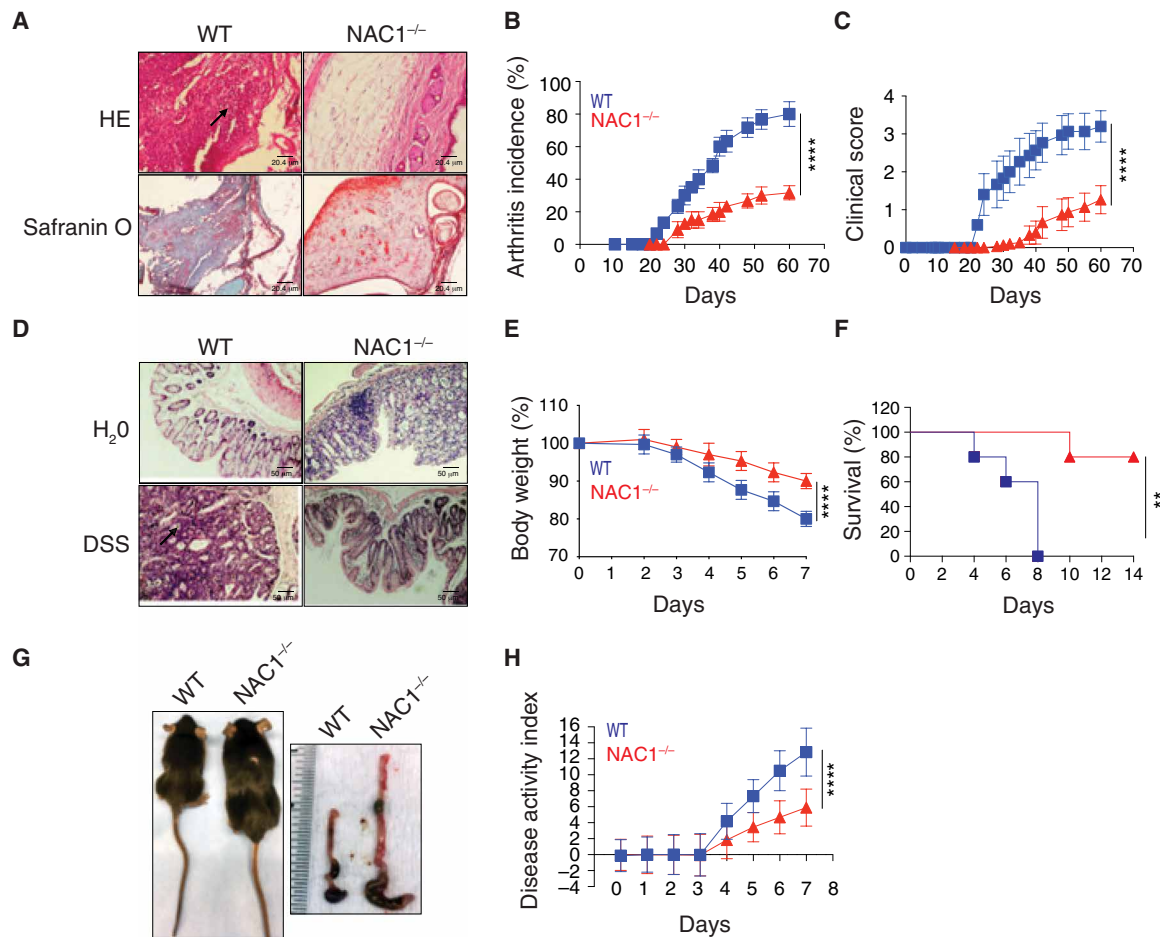 A
WT
NAC1–/–
HE
20.4 μm
20.4 μm
Safranin O
20.4 μm
20.4 μm
B
Arthritis incidence (%)
100
80
60
40
20
0
WT
NAC1–/–
****
0 10 20 30 40 50 60 70
Days
C
Clinical score
4
3
2
1
0
****
0 10 20 30 40 50 60 70
Days
D
WT
NAC1–/–
H20
50 μm
50 μm
DSS
50 μm
50 μm
E
Body weight (%)
110
100
90
80
70
WT
NAC1–/–
****
0 1 2 3 4 5 6 7
Days
F
Survival (%)
120
100
80
60
40
20
0
**
0 2 4 6 8 10 12 14
Days
G
WT
NAC1–/–
WT
NAC1–/–
H
Disease activity index
16
14
12
10
8
6
4
2
0
–2
–4
WT
NAC1–/–
****
0 1 2 3 4 5 6 7 8
Days